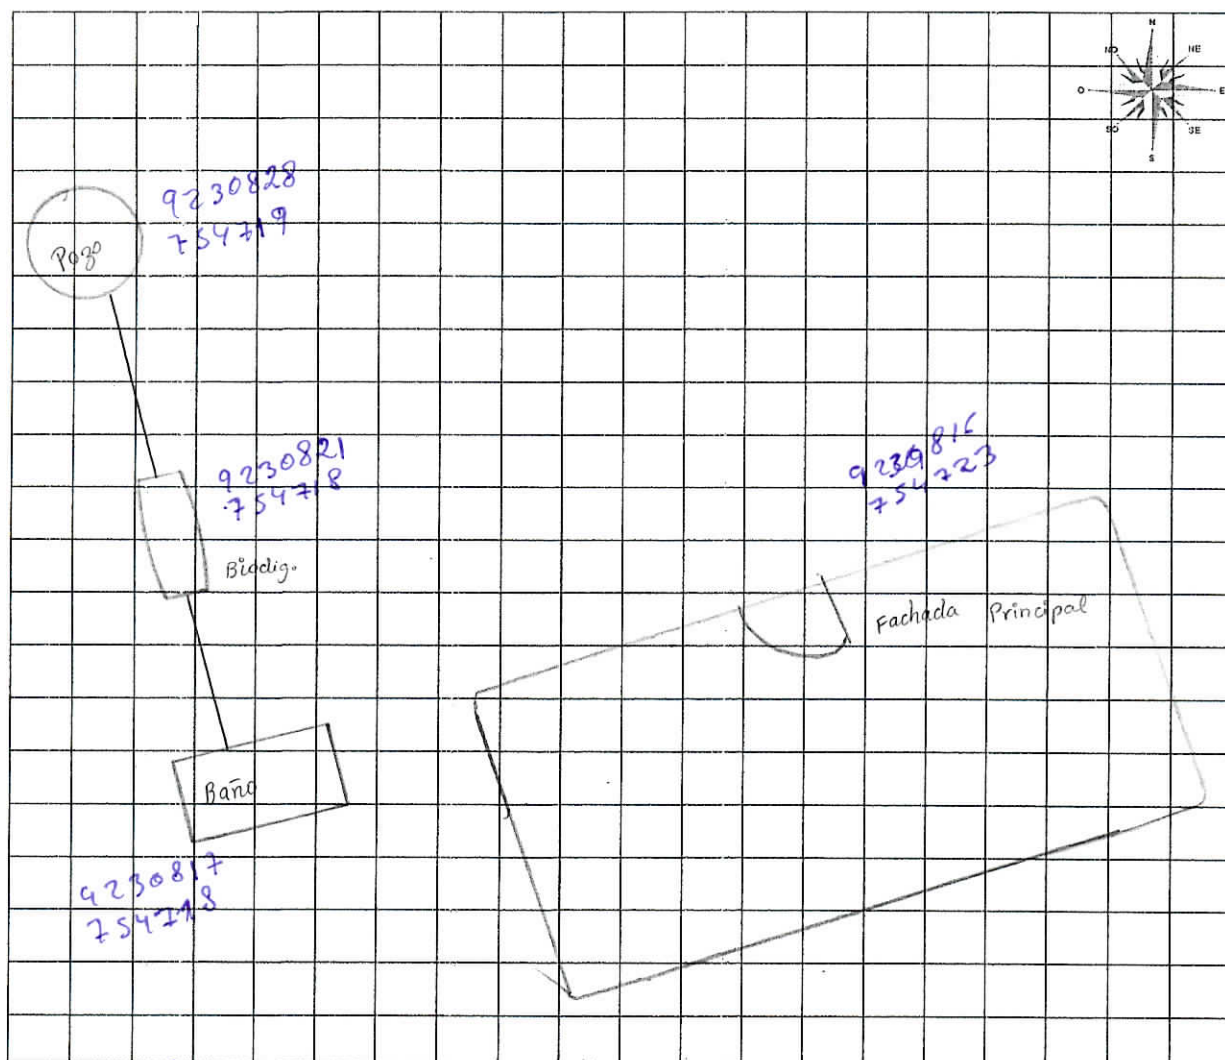 N
NO
NE
O
E
SO
SE
S
9230828
754719
Pozo
9230821
754718
Biodig.
9230816
754723
Fachada Principal
Baño
9230817
754718